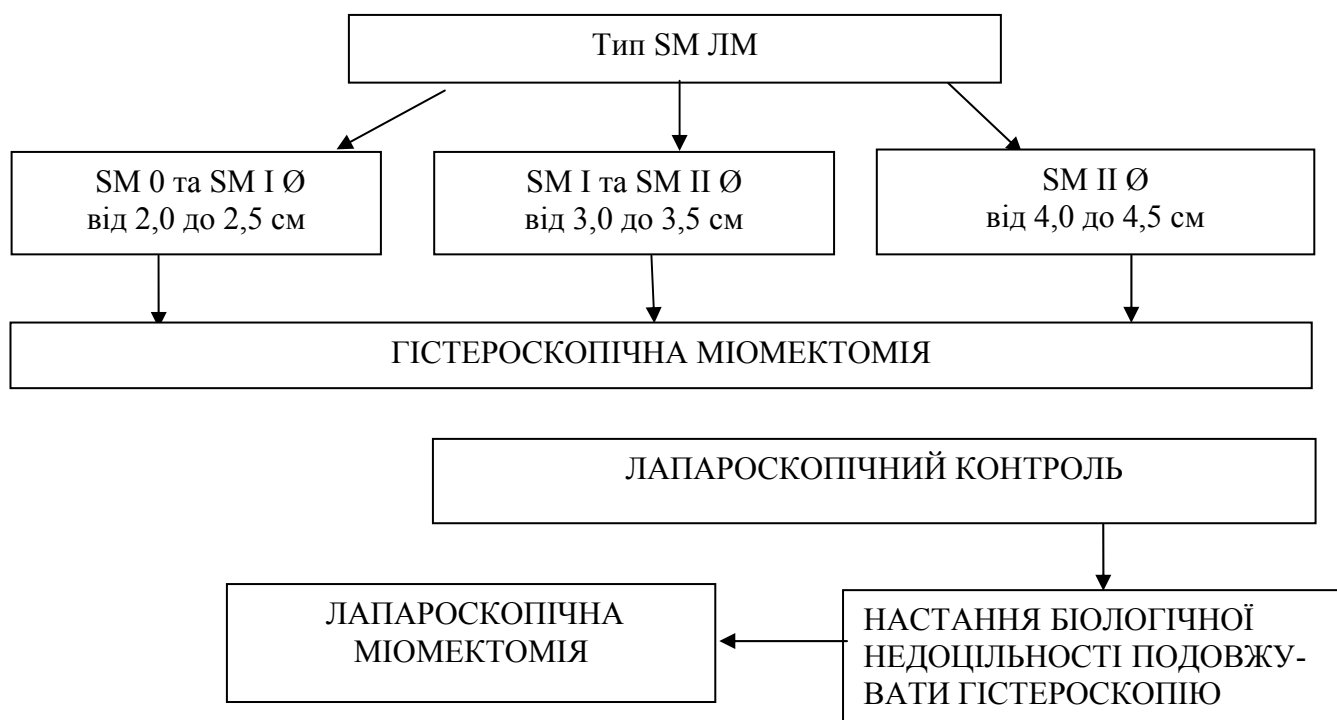 Тип SM ЛМ
SM 0 та SM I Ø
від 2,0 до 2,5 см
SM I та SM II Ø
від 3,0 до 3,5 см
SM II Ø
від 4,0 до 4,5 см
ГІСТЕРОСКОПІЧНА МІОМЕКТОМІЯ
ЛАПАРОСКОПІЧНИЙ КОНТРОЛЬ
ЛАПАРОСКОПІЧНА
МІОМЕКТОМІЯ
НАСТАННЯ БІОЛОГІЧНОЇ
НЕДОЦІЛЬНОСТІ ПОДОВЖУ-
ВАТИ ГІСТЕРОСКОПІЮ